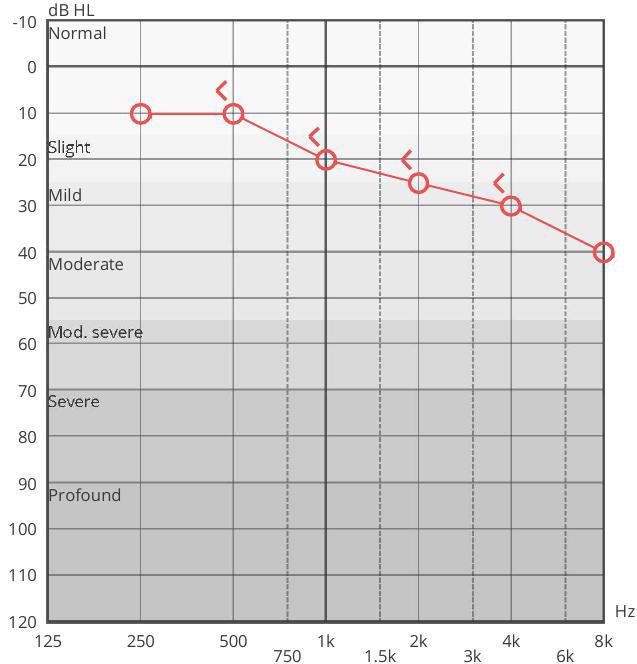 dB HL
-10
Normal
0
10
Slight
20
Mild
30
40
Moderate
50
Mod. severe
60
70
Severe
80
90
Profound
100
110
120
Hz
125 250 500 1k 2k 4k 8k
750 1.5k 3k 6k